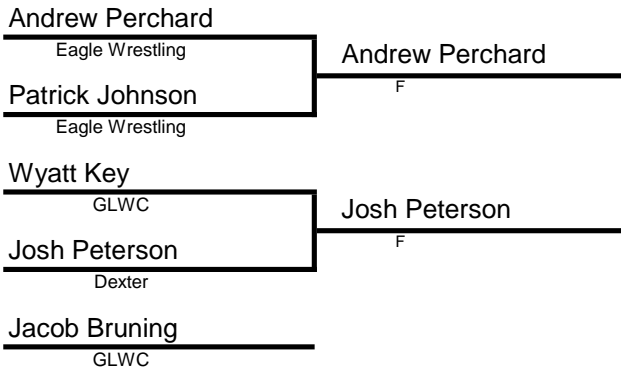 Andrew Perchard
Eagle Wrestling
Andrew Perchard
F
Patrick Johnson
Eagle Wrestling
Wyatt Key
GLWC
Josh Peterson
F
Josh Peterson
Dexter
Jacob Bruning
GLWC